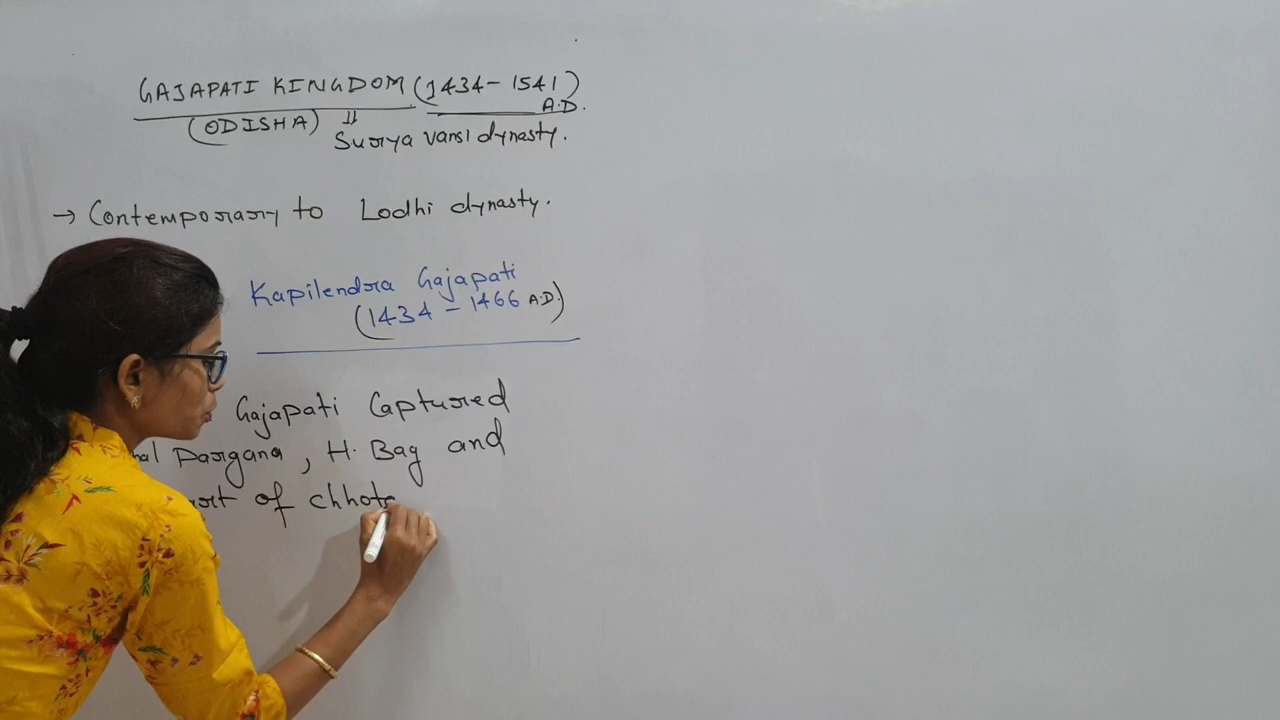 GAJAPATI KINGDOM (1434-1541) A.D.
(ODISHA) Surya vansi dynasty.
→ Contemporary to Lodhi dynasty.
Kapilendra Gajapati
(1434 - 1466 A.D.)
Gajapati Captured
Pargana, H. Bag and
of chhota